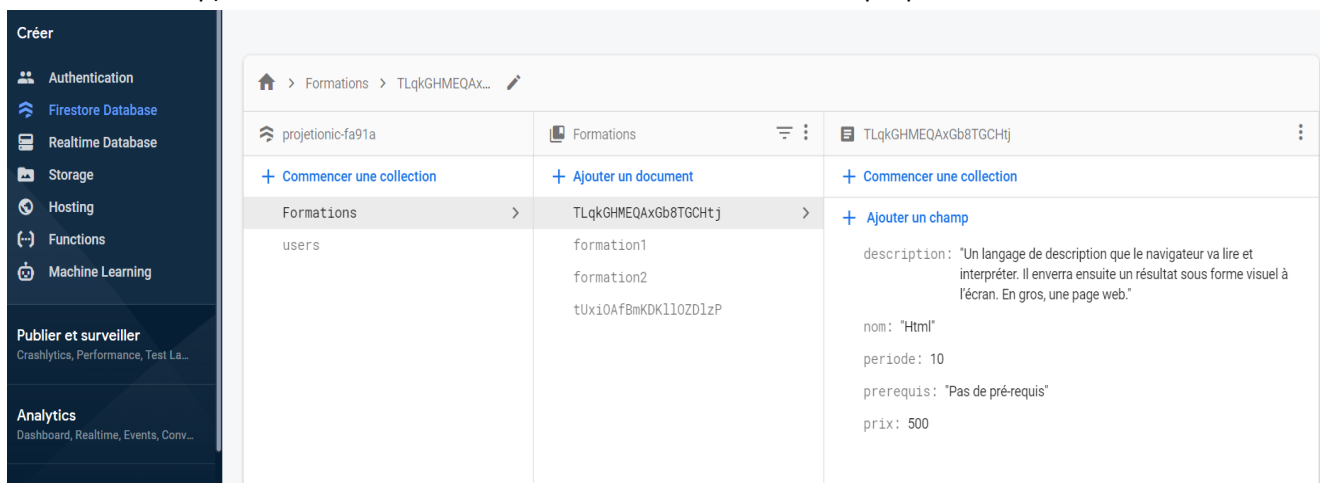 Créer
Authentication
Firestore Database
Realtime Database
Storage
Hosting
Functions
Machine Learning
Publier et surveiller
Crashlytics, Performance, Test La...
Analytics
Dashboard, Realtime, Events, Conv...
> Formations > TLqkGHMEQAx...
projetionic-fa91a
+ Commencer une collection
Formations >
users
Formations
+ Ajouter un document
TLqkGHMEQAxGb8TGCHtj >
formation1
formation2
tUxiOAfBmKDKllOZDlzP
TLqkGHMEQAxGb8TGCHtj
+ Commencer une collection
+ Ajouter un champ
description: "Un langage de description que le navigateur va lire et
interpréter. Il enverra ensuite un résultat sous forme visuel à
l'écran. En gros, une page web."
nom: "Html"
periode: 10
prerequis: "Pas de pré-requis"
prix: 500